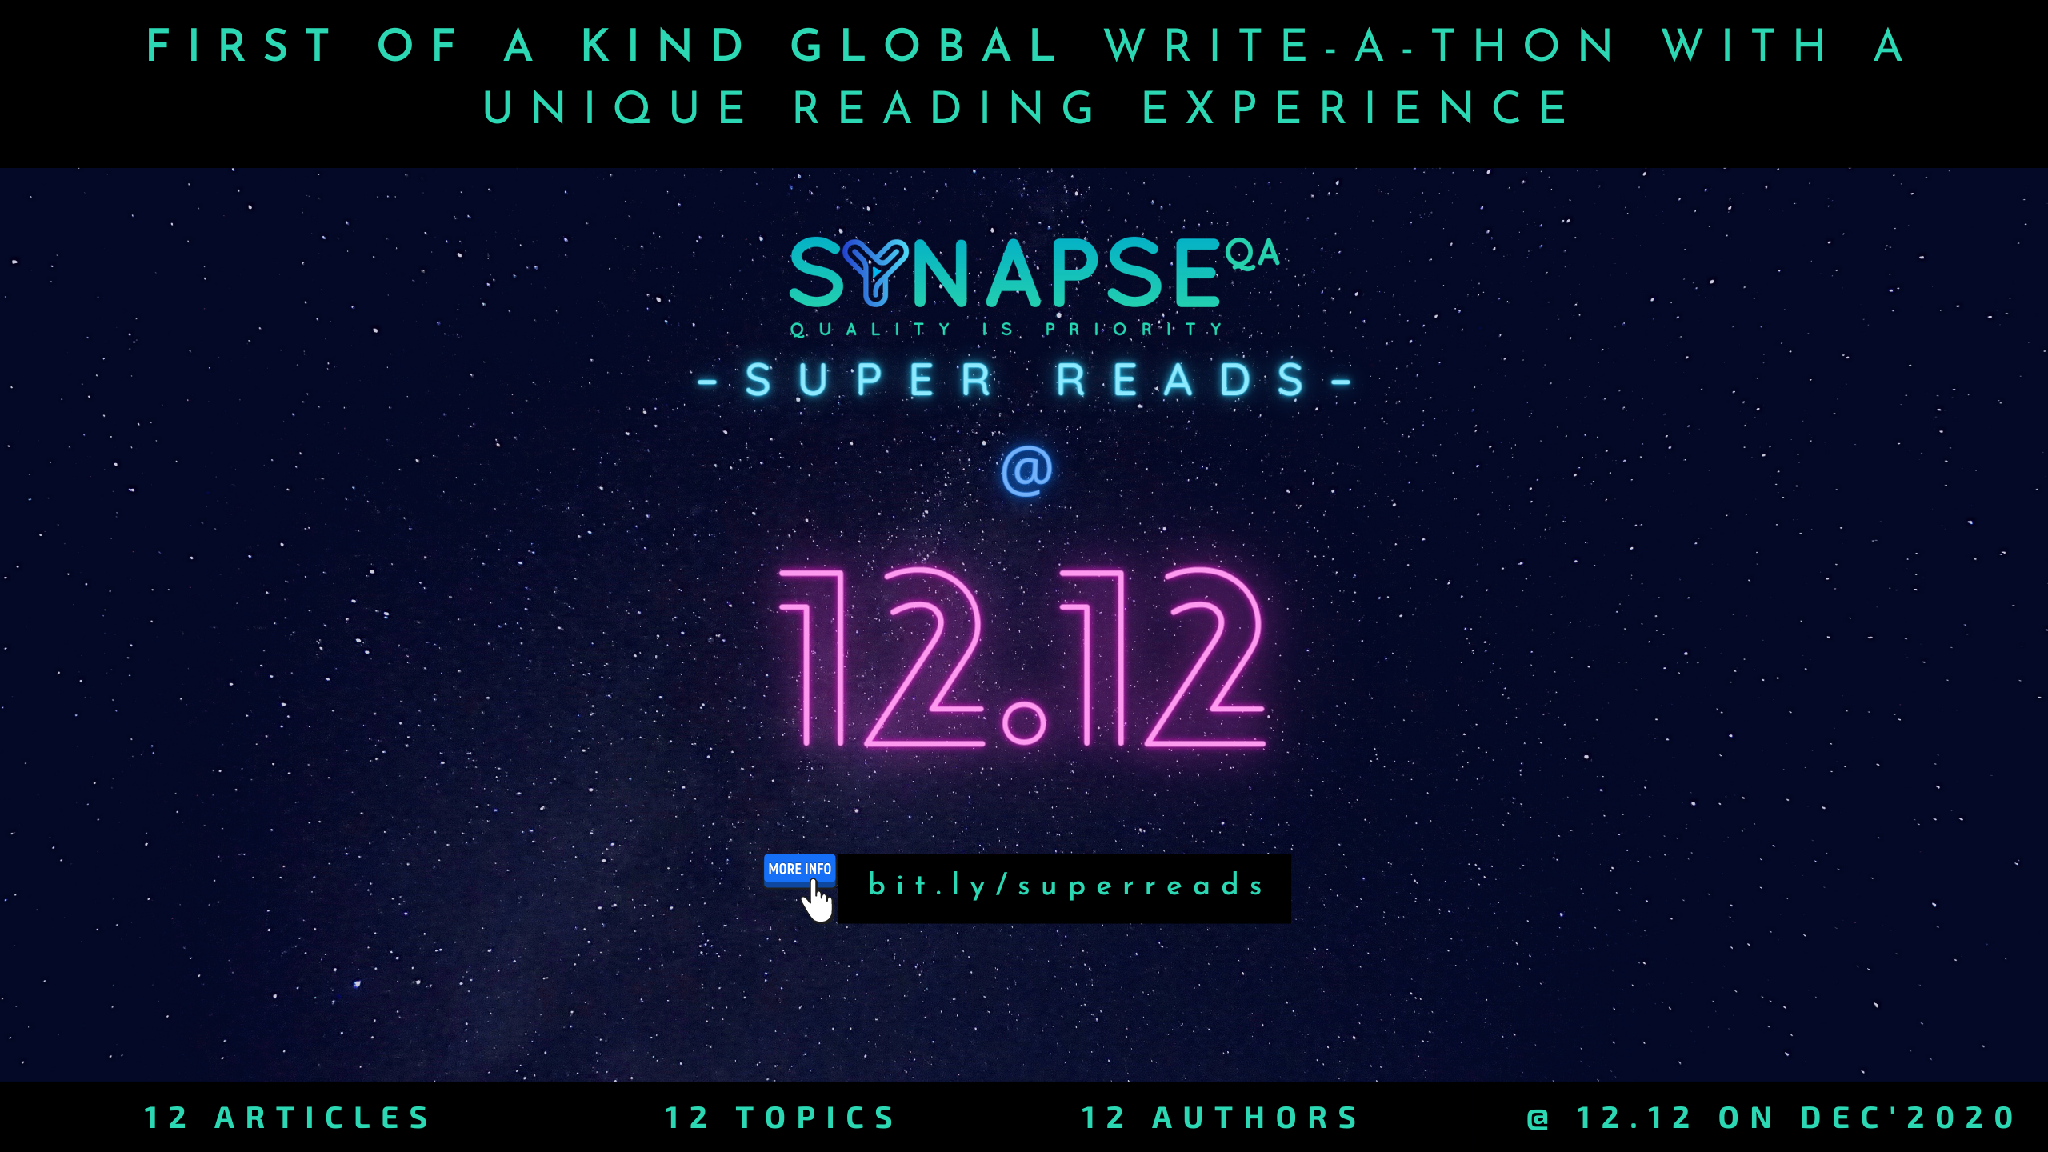 FIRST OF A KIND GLOBAL WRITE-A-THON WITH A
UNIQUE READING EXPERIENCE
SYNAPSE QA
QUALITY IS PRIORITY
-SUPER READS-
@
12.12
MORE INFO
bit.ly/superreads
12 ARTICLES 12 TOPICS 12 AUTHORS @ 12.12 ON DEC'2020